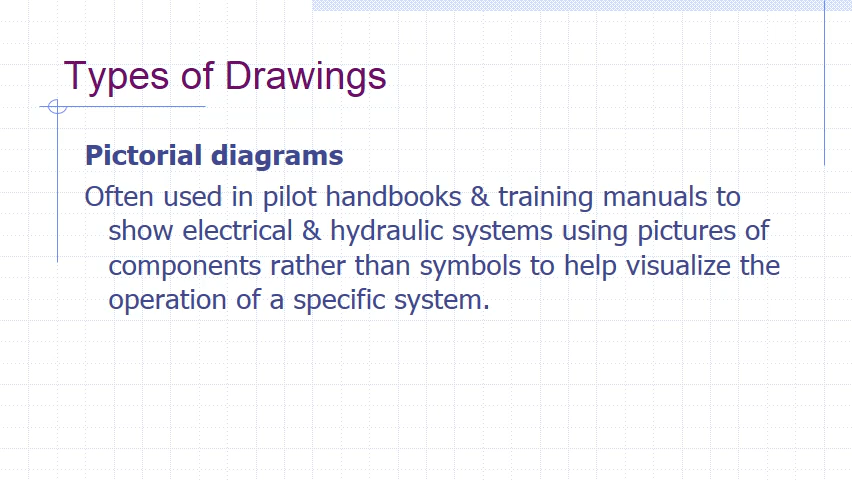 Types of Drawings
Pictorial diagrams
Often used in pilot handbooks & training manuals to
show electrical & hydraulic systems using pictures of
components rather than symbols to help visualize the
operation of a specific system.